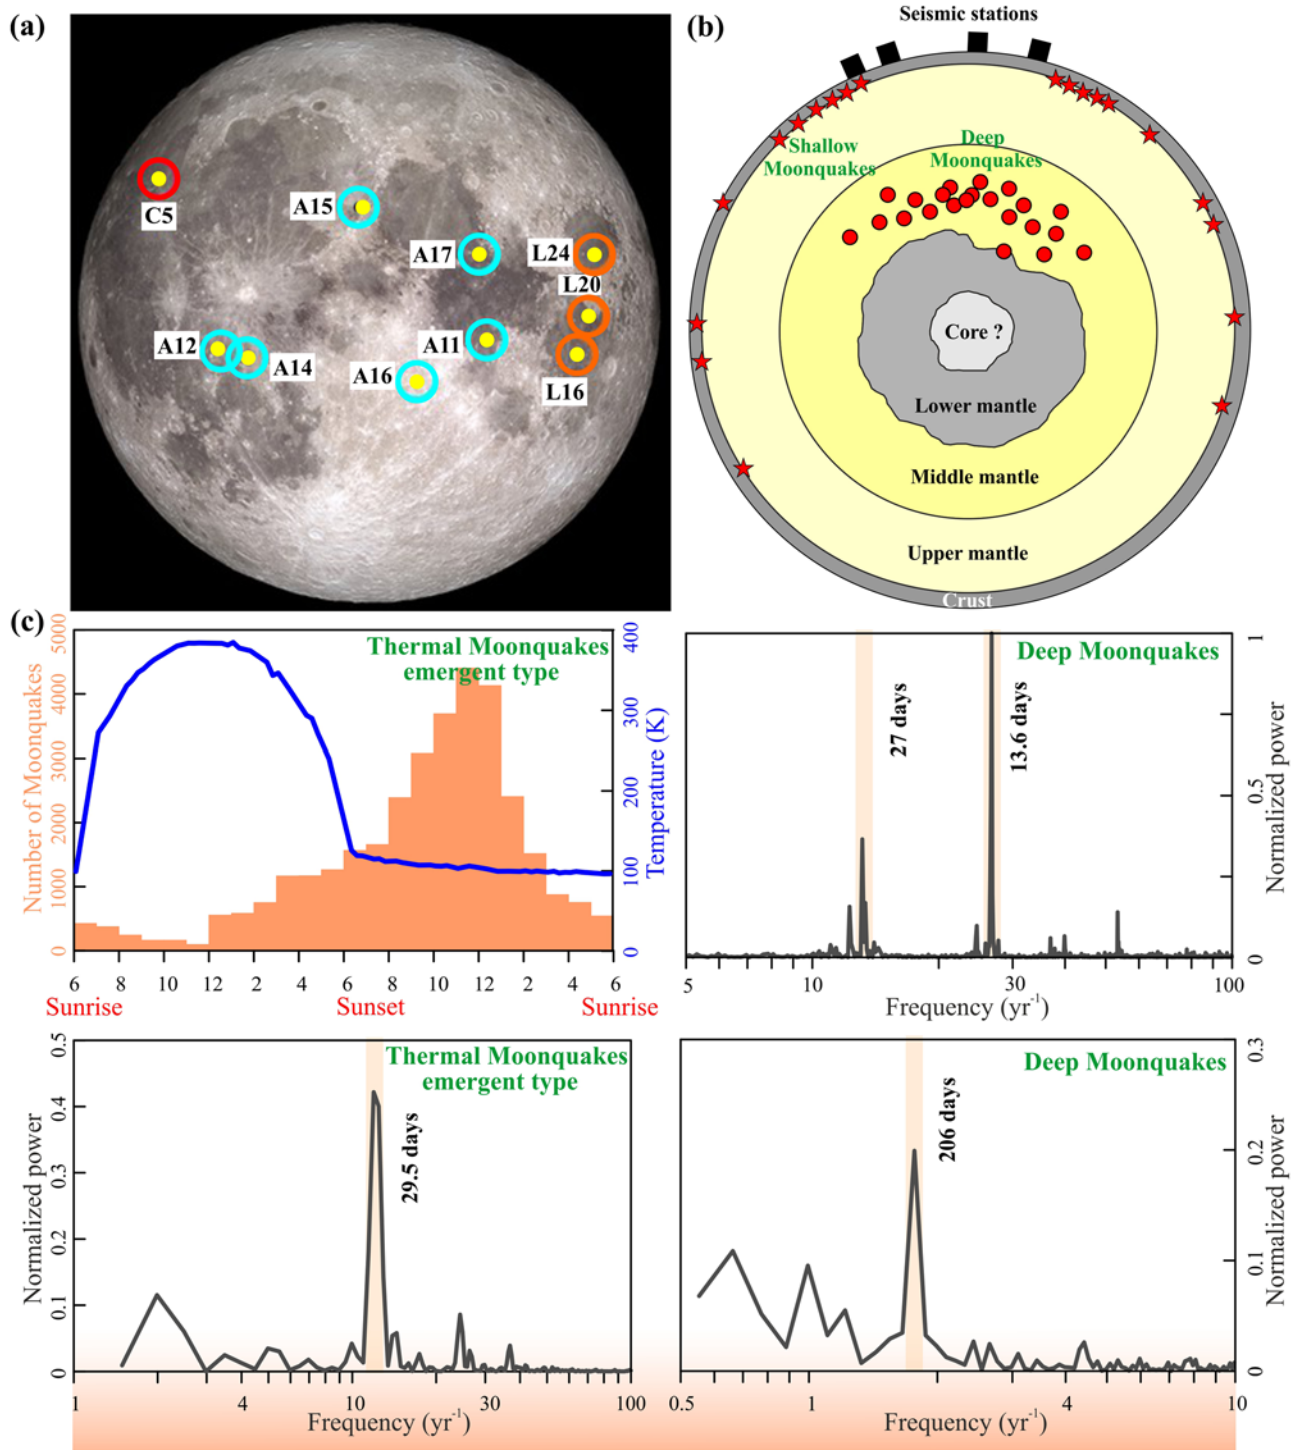 (a)
C5
A15
A17
L24
L20
A12
A14
A11
A16
L16
(b)
Seismic stations
Shallow
Moonquakes
Deep
Moonquakes
Core ?
Lower mantle
Middle mantle
Upper mantle
Crust
(c)
Thermal Moonquakes
emergent type
Number of Moonquakes
0 1000 2000 3000 4000 5000
Temperature (K)
0 100 200 300 400
6 8 10 12 2 4 6 8 10 12 2 4 6
Sunrise Sunset Sunrise
Deep Moonquakes
27 days
13.6 days
Normalized power
0 0.5 1
5 10 30 100
Frequency (yr-1)
Thermal Moonquakes
emergent type
29.5 days
Normalized power
0 0.1 0.2 0.3 0.4 0.5
1 4 10 30 100
Frequency (yr-1)
Deep Moonquakes
206 days
Normalized power
0 0.1 0.2 0.3
0.5 1 2 4 10
Frequency (yr-1)